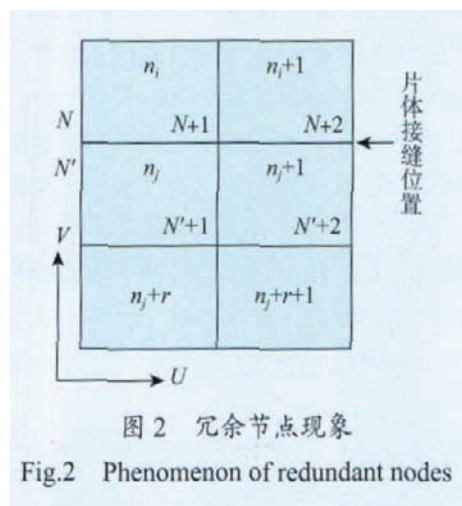 nᵢ nᵢ+1
N N+1 N+2
N′ nⱼ nⱼ+1
N′+1 N′+2
V
nⱼ+r nⱼ+r+1
U
片体接缝位置
图 2 冗余节点现象
Fig.2 Phenomenon of redundant nodes